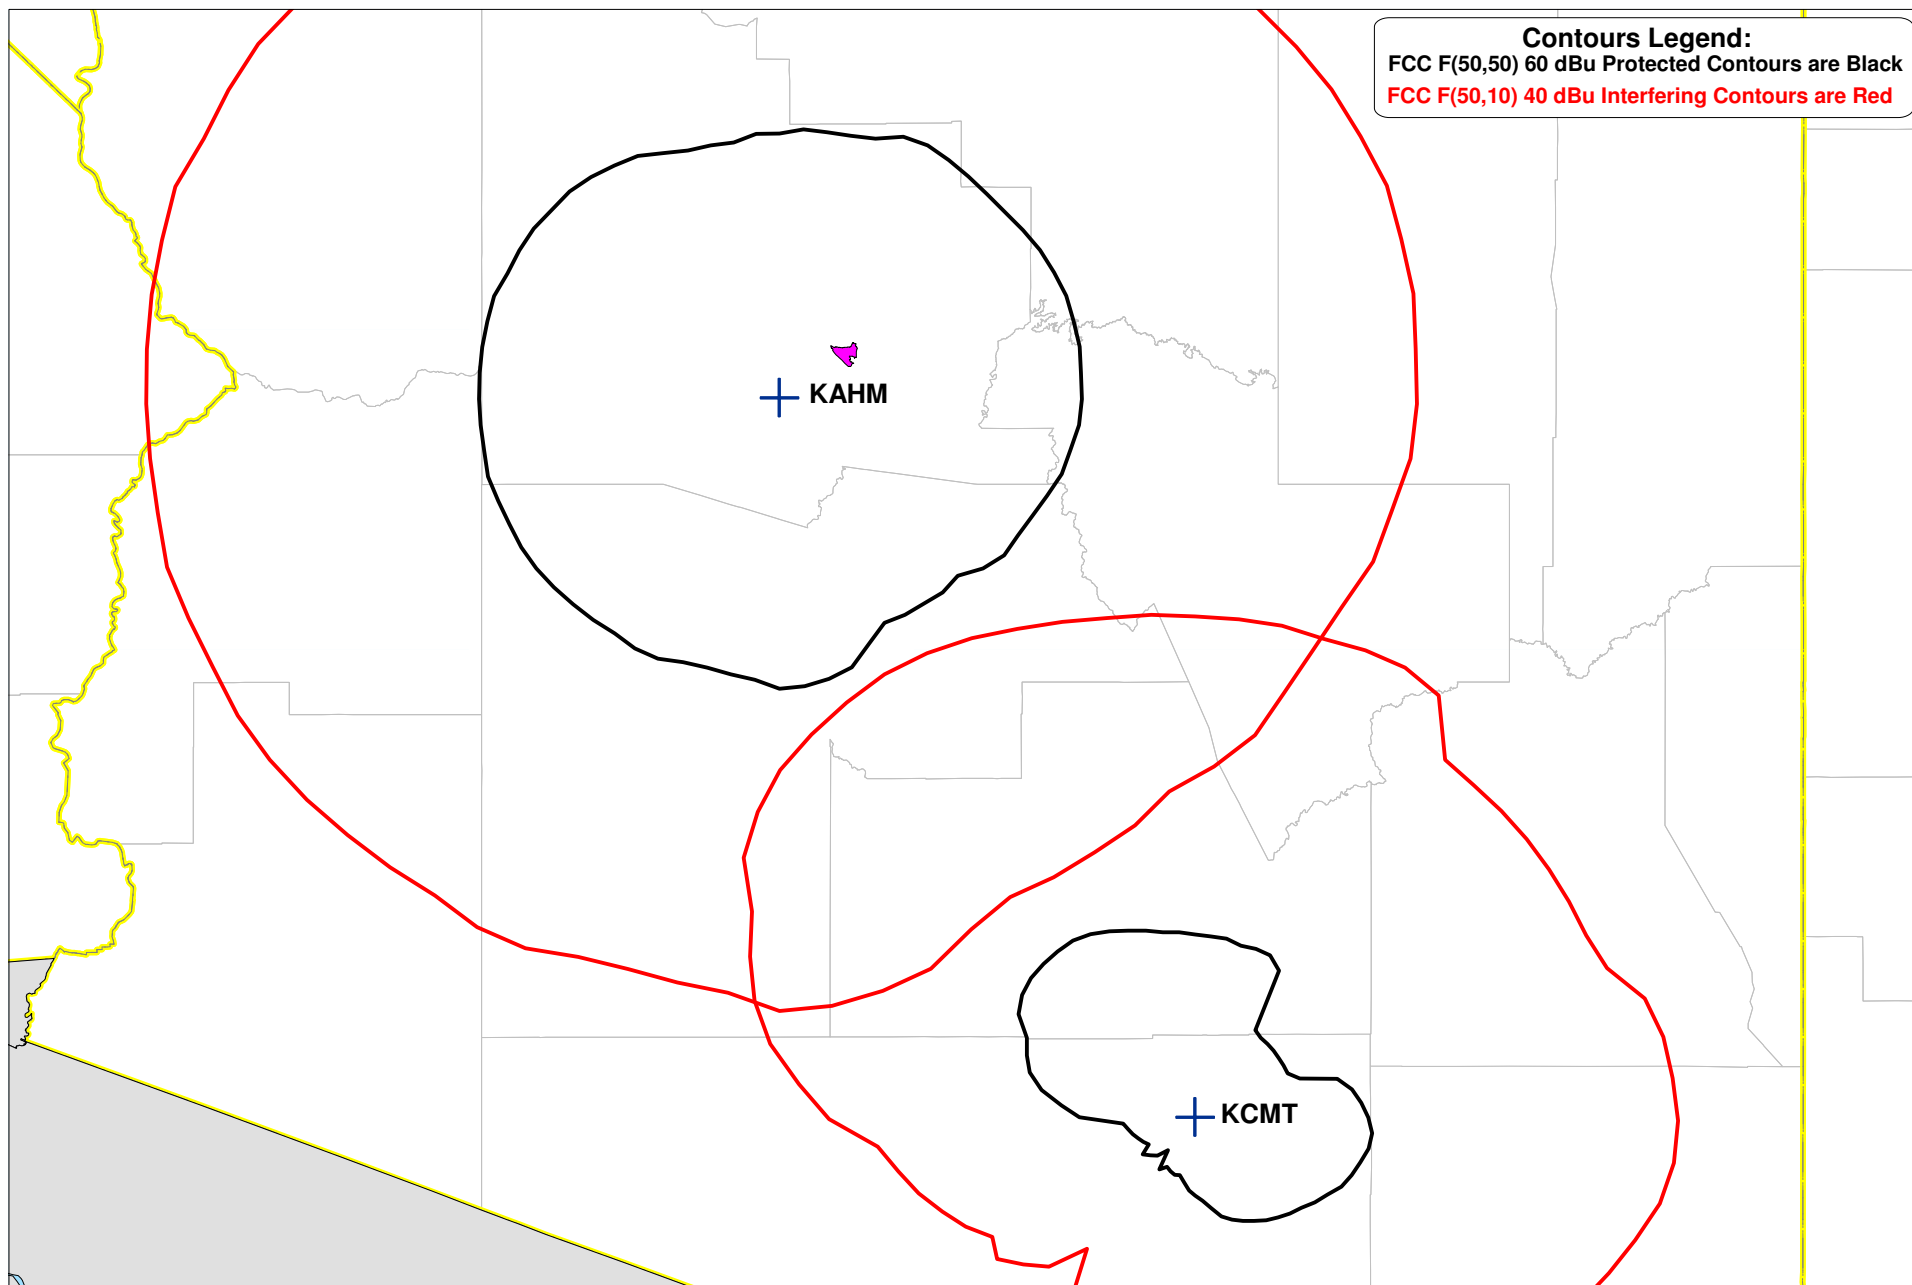 Contours Legend:
FCC F(50,50) 60 dBu Protected Contours are Black
FCC F(50,10) 40 dBu Interfering Contours are Red
KAHM
KCMT